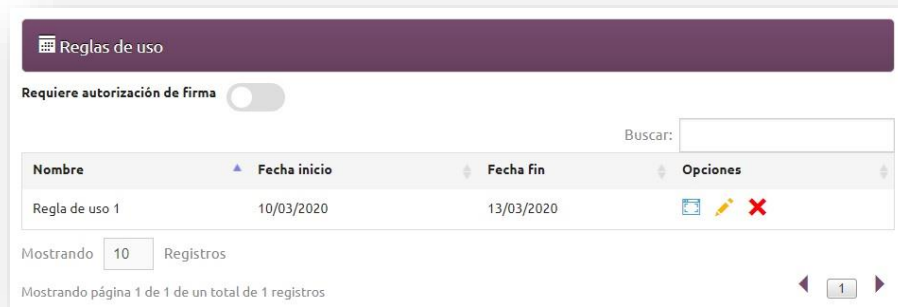 Reglas de uso
Requiere autorización de firma
Buscar:
Nombre Fecha inicio Fecha fin Opciones
Regla de uso 1 10/03/2020 13/03/2020
Mostrando 10 Registros
Mostrando página 1 de 1 de un total de 1 registros
1